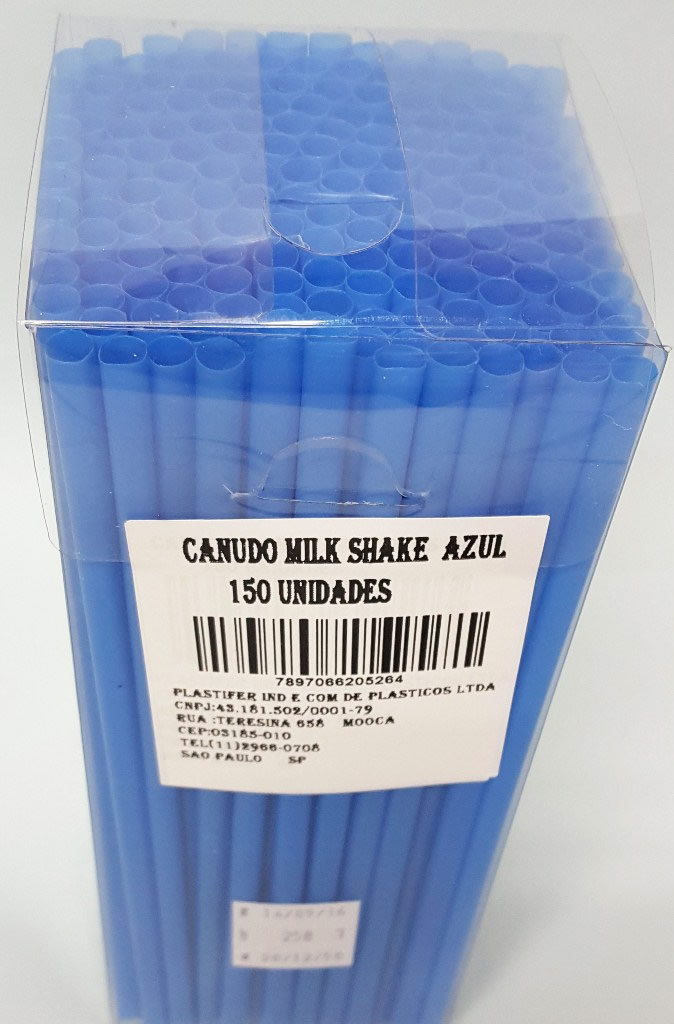 CANUDO MILK SHAKE AZUL
150 UNIDADES
7897066205264
PLASTIFER IND E COM DE PLASTICOS LTDA
CNPJ:43.181.502/0001-79
RUA :TERESINA 658 MOOCA
CEP:03185-010
TEL(11)2966-0708
SAO PAULO SP
258